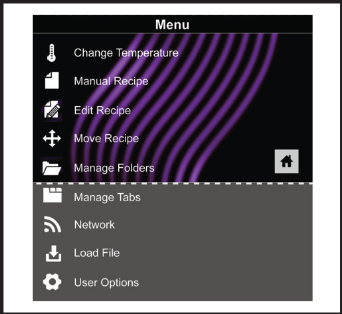 Menu
Change Temperature
Manual Recipe
Edit Recipe
Move Recipe
Manage Folders
Manage Tabs
Network
Load File
User Options